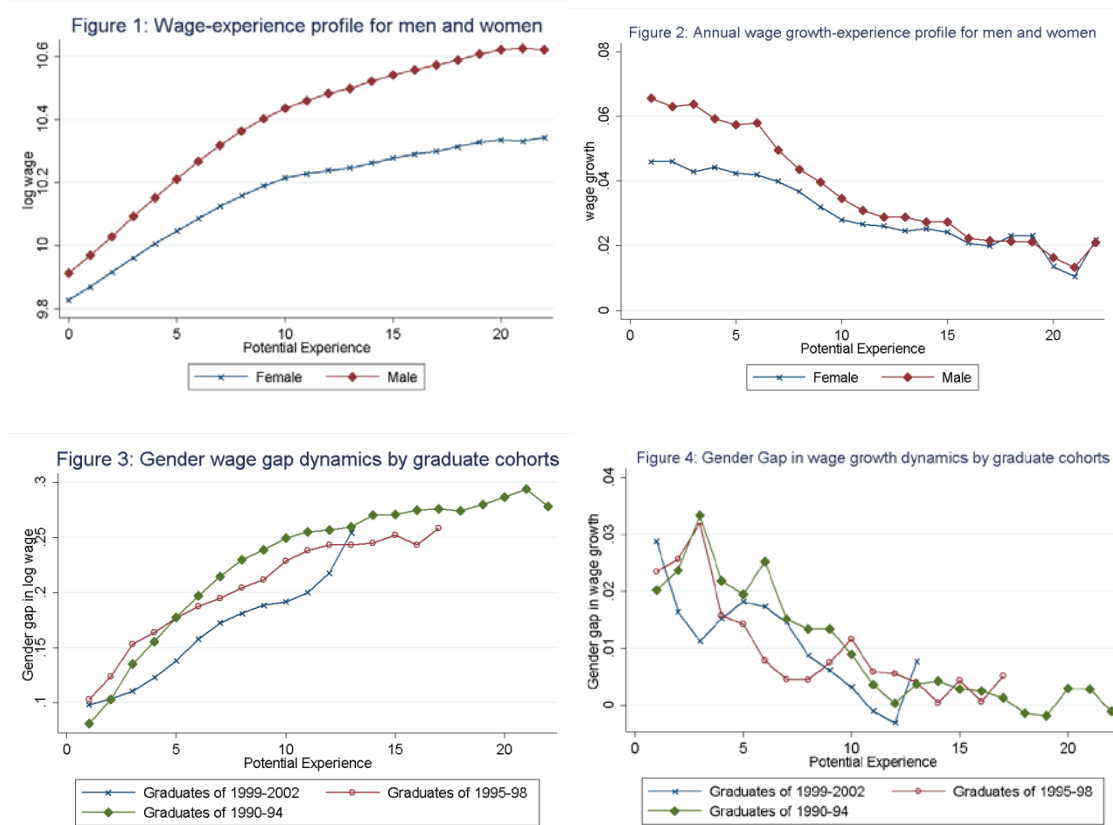 Figure 1: Wage-experience profile for men and women
log wage
10.6
10.4
10.2
10
9.8
0 5 10 15 20
Potential Experience
Female Male
Figure 2: Annual wage growth-experience profile for men and women
wage growth
.08
.06
.04
.02
0
0 5 10 15 20
Potential Experience
Female Male
Figure 3: Gender wage gap dynamics by graduate cohorts
Gender gap in log wage
.3
.25
.2
.15
.1
0 5 10 15 20
Potential Experience
Graduates of 1999-2002 Graduates of 1995-98
Graduates of 1990-94
Figure 4: Gender Gap in wage growth dynamics by graduate cohorts
Gender gap in wage growth
.04
.03
.02
.01
0
0 5 10 15 20
Potential Experience
Graduates of 1999-2002 Graduates of 1995-98
Graduates of 1990-94